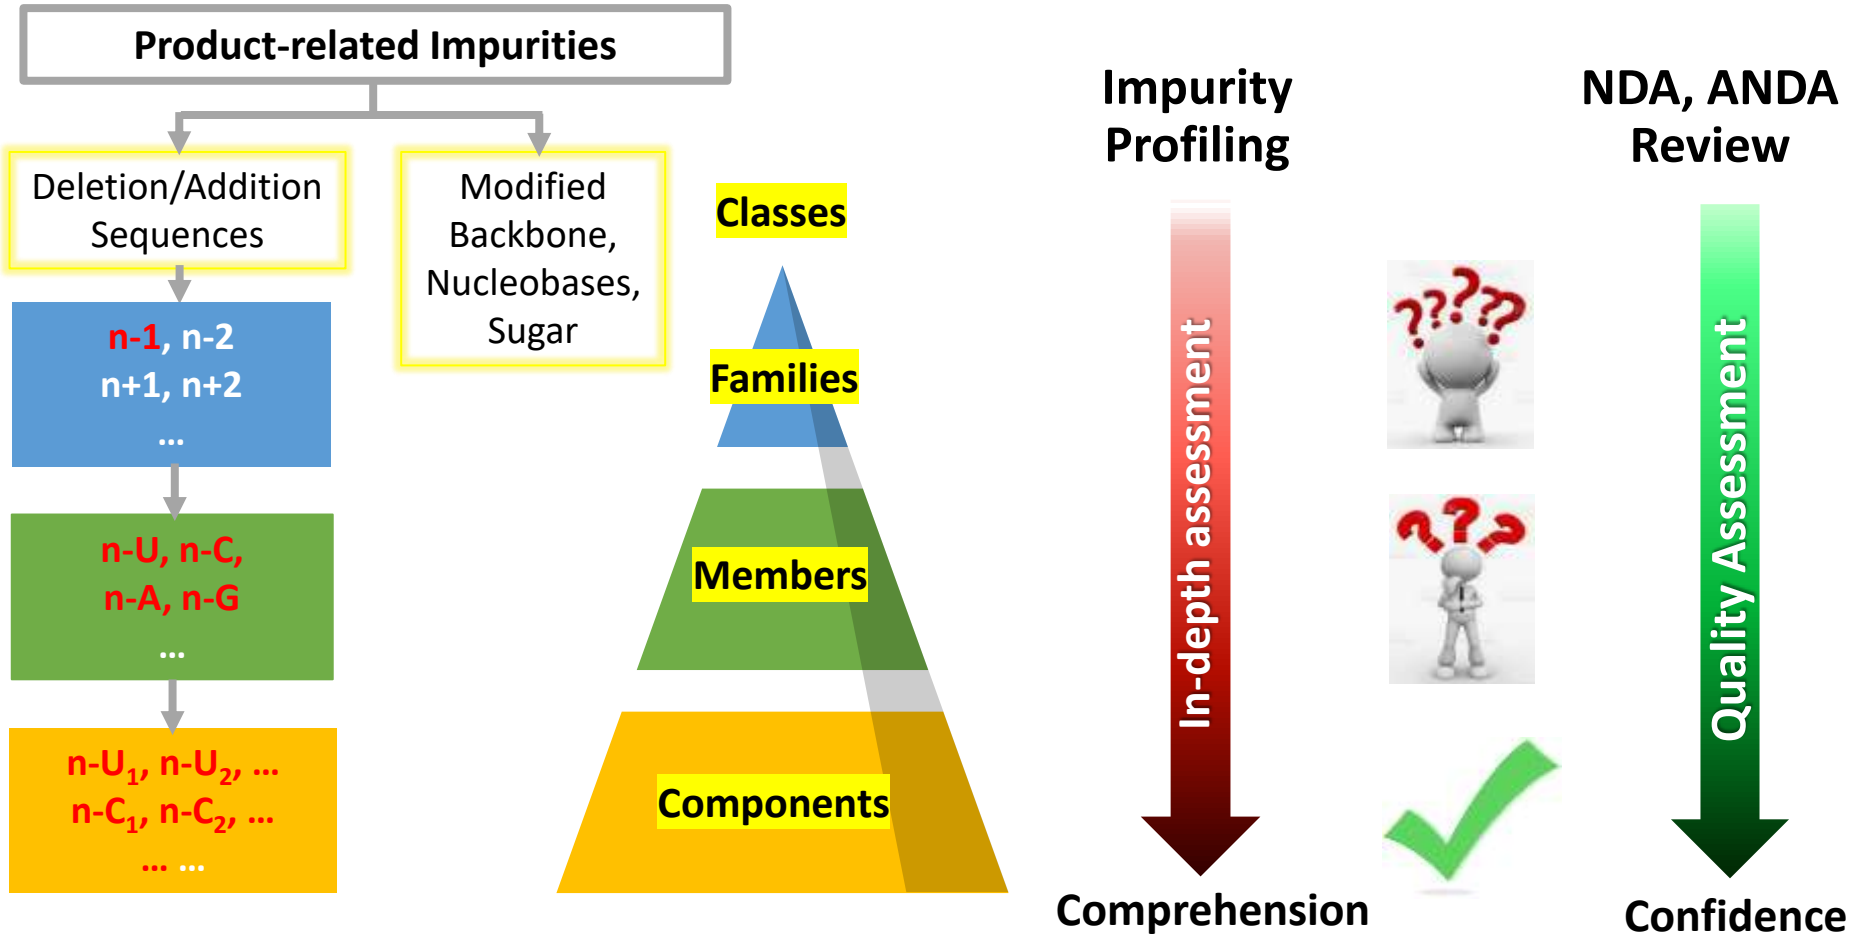 Product-related Impurities
Deletion/Addition
Sequences
Modified
Backbone,
Nucleobases,
Sugar
n-1, n-2
n+1, n+2
...
n-U, n-C,
n-A, n-G
...
n-U₁, n-U₂, ...
n-C₁, n-C₂, ...
... ...
Classes
Families
Members
Components
Impurity
Profiling
In-depth assessment
Comprehension
? ? ? ? ?
? ? ?
NDA, ANDA
Review
Quality Assessment
Confidence